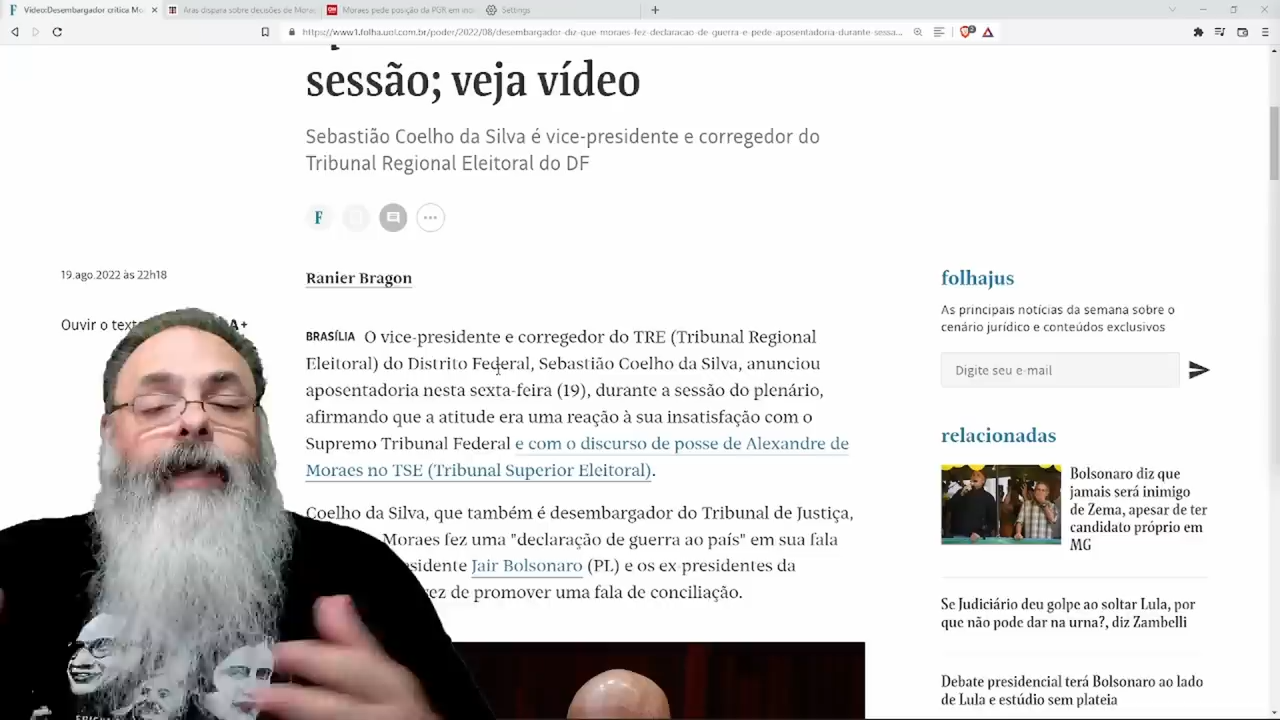 Vídeo:Desembargador critica Mo
Aras dispara sobre decisões de Morae
Moraes pede posição da PGR em inq
Settings
https://www1.folha.uol.com.br/poder/2022/08/desembargador-diz-que-moraes-fez-declaracao-de-guerra-e-pede-aposentadoria-durante-sessa...
sessão; veja vídeo
Sebastião Coelho da Silva é vice-presidente e corregedor do
Tribunal Regional Eleitoral do DF
F
19.ago.2022 às 22h18
Ouvir o text
A+
Ranier Bragon
BRASÍLIA O vice-presidente e corregedor do TRE (Tribunal Regional
Eleitoral) do Distrito Federal, Sebastião Coelho da Silva, anunciou
aposentadoria nesta sexta-feira (19), durante a sessão do plenário,
afirmando que a atitude era uma reação à sua insatisfação com o
Supremo Tribunal Federal e com o discurso de posse de Alexandre de
Moraes no TSE (Tribunal Superior Eleitoral).
Coelho da Silva, que também é desembargador do Tribunal de Justiça,
Moraes fez uma "declaração de guerra ao país" em sua fala
esidente Jair Bolsonaro (PL) e os ex-presidentes da
ez de promover uma fala de conciliação.
folhajus
As principais notícias da semana sobre o
cenário jurídico e conteúdos exclusivos
Digite seu e-mail
relacionadas
Bolsonaro diz que
jamais será inimigo
de Zema, apesar de ter
candidato próprio em
MG
Se Judiciário deu golpe ao soltar Lula, por
que não pode dar na urna?, diz Zambelli
Debate presidencial terá Bolsonaro ao lado
de Lula e estúdio sem plateia